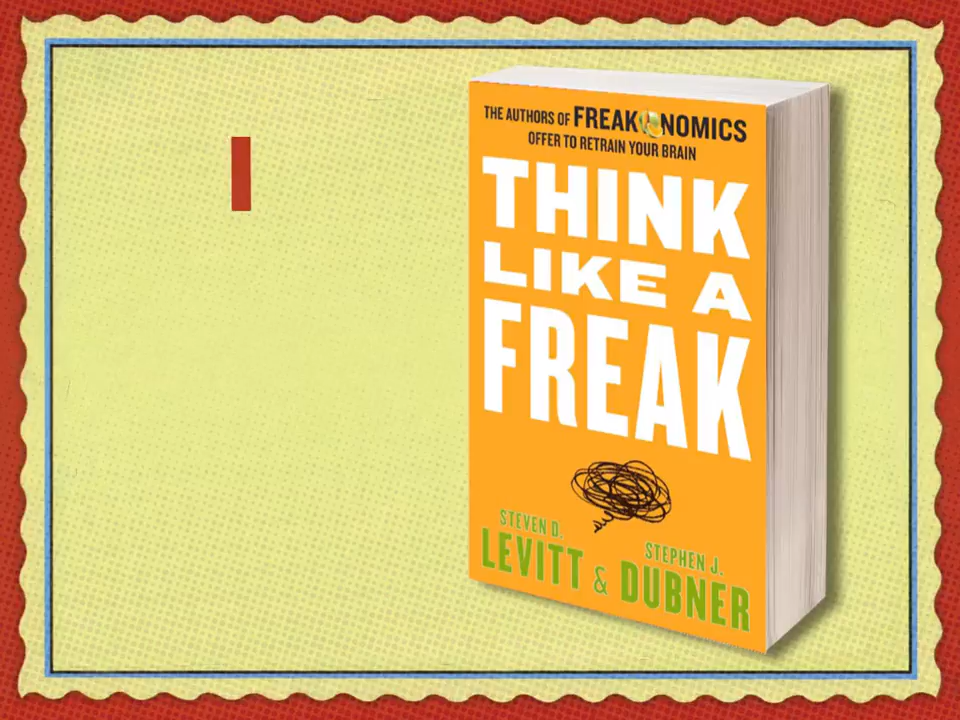 THE AUTHORS OF FREAKONOMICS
OFFER TO RETRAIN YOUR BRAIN
THINK
LIKE A
FREAK
STEVEN D.
LEVITT &
STEPHEN J.
DUBNER